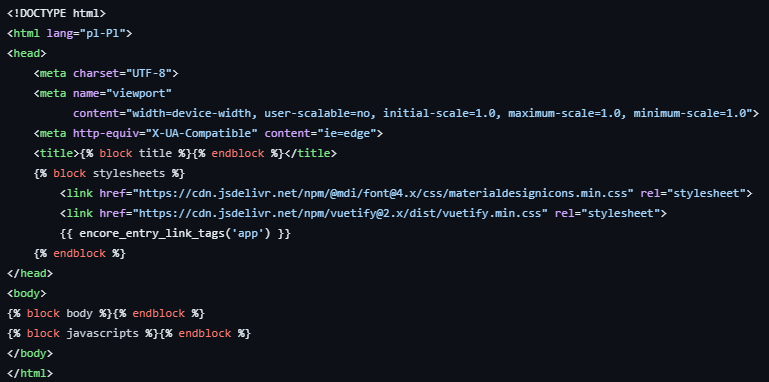 <!DOCTYPE html>
<html lang="pl-Pl">
<head>
    <meta charset="UTF-8">
    <meta name="viewport"
          content="width=device-width, user-scalable=no, initial-scale=1.0, maximum-scale=1.0, minimum-scale=1.0">
    <meta http-equiv="X-UA-Compatible" content="ie=edge">
    <title>{% block title %}{% endblock %}</title>
    {% block stylesheets %}
        <link href="https://cdn.jsdelivr.net/npm/@mdi/font@4.x/css/materialdesignicons.min.css" rel="stylesheet">
        <link href="https://cdn.jsdelivr.net/npm/vuetify@2.x/dist/vuetify.min.css" rel="stylesheet">
        {{ encore_entry_link_tags('app') }}
    {% endblock %}
</head>
<body>
{% block body %}{% endblock %}
{% block javascripts %}{% endblock %}
</body>
</html>